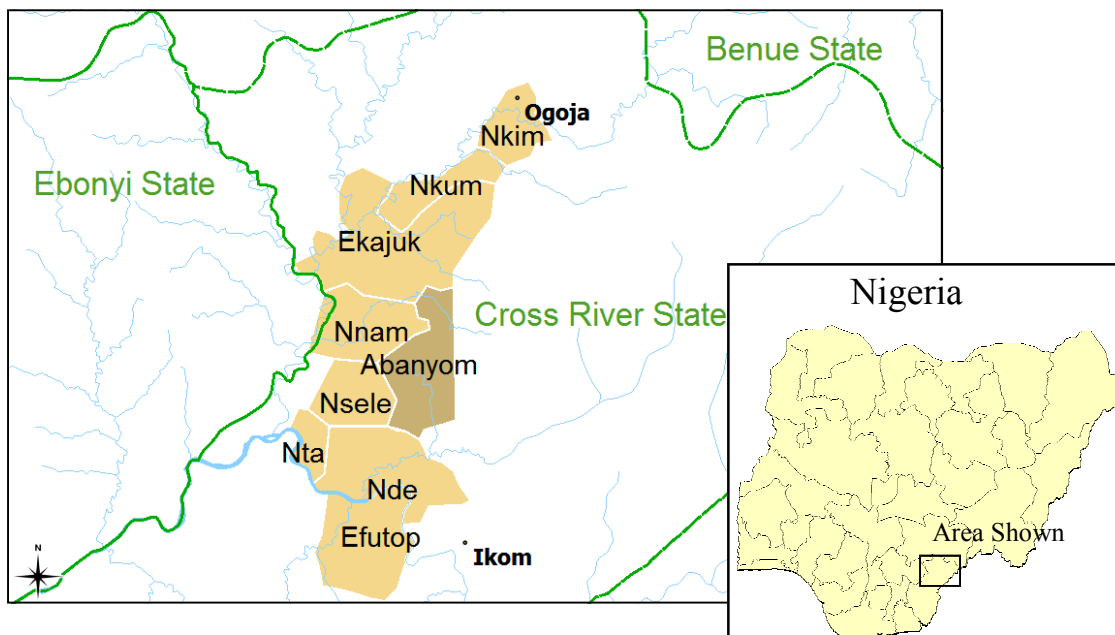 Benue State
Ogoja
Nkim
Ebonyi State
Nkum
Ekajuk
Cross River State
Nnam
Abanyom
Nsele
Nta
Nde
Efutop
Ikom
N
Nigeria
Area Shown